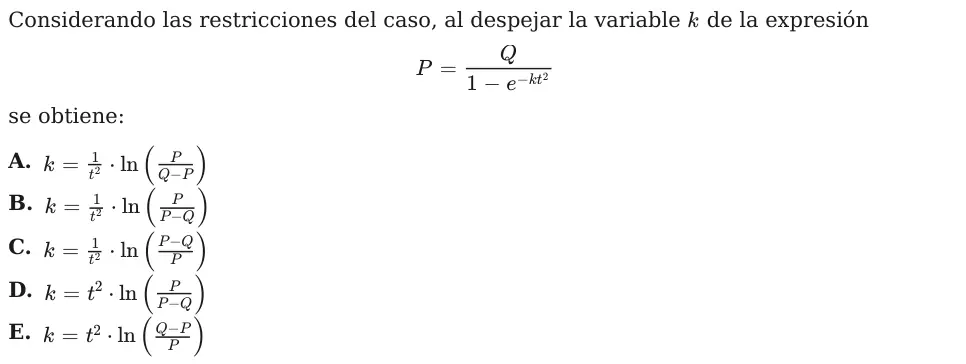 Considerando las restricciones del caso, al despejar la variable k de la expresión
P = Q / (1 − e^{−kt²})
se obtiene:
A. k = 1/t² · ln (P/(Q−P))
B. k = 1/t² · ln (P/(P−Q))
C. k = 1/t² · ln ((P−Q)/P)
D. k = t² · ln (P/(P−Q))
E. k = t² · ln ((Q−P)/P)